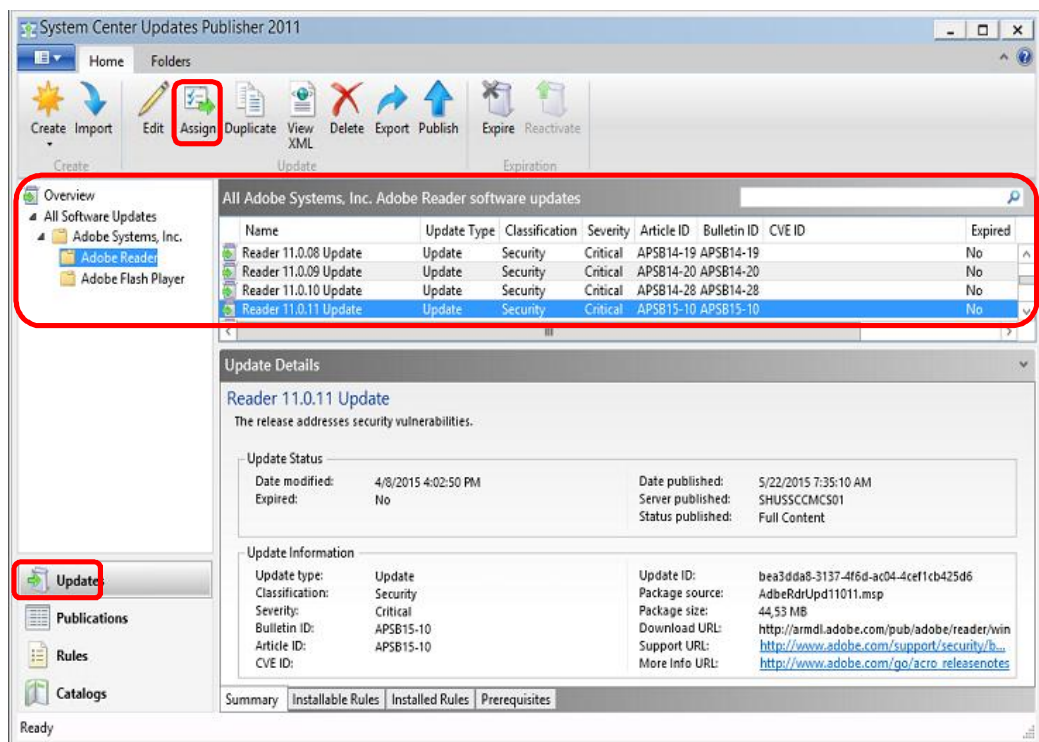 System Center Updates Publisher 2011
Home Folders
Create Import Edit Assign Duplicate View XML Delete Export Publish Expire Reactivate
Create Update Expiration
Overview
All Software Updates
Adobe Systems, Inc.
Adobe Reader
Adobe Flash Player
All Adobe Systems, Inc. Adobe Reader software updates
Name Update Type Classification Severity Article ID Bulletin ID CVE ID Expired
Reader 11.0.08 Update Update Security Critical APSB14-19 APSB14-19 No
Reader 11.0.09 Update Update Security Critical APSB14-20 APSB14-20 No
Reader 11.0.10 Update Update Security Critical APSB14-28 APSB14-28 No
Reader 11.0.11 Update Update Security Critical APSB15-10 APSB15-10 No
Update Details
Reader 11.0.11 Update
The release addresses security vulnerabilities.
Update Status
Date modified: 4/8/2015 4:02:50 PM Date published: 5/22/2015 7:35:10 AM
Expired: No Server published: SHUSSCCMCS01
Status published: Full Content
Update Information
Update type: Update Update ID: bea3dda8-3137-4f6d-ac04-4cef1cb425d6
Classification: Security Package source: AdbeRdrUpd11011.msp
Severity: Critical Package size: 44,53 MB
Bulletin ID: APSB15-10 Download URL: http://armdl.adobe.com/pub/adobe/reader/win
Article ID: APSB15-10 Support URL: http://www.adobe.com/support/security/b...
CVE ID: More Info URL: http://www.adobe.com/go/acro_releasenotes
Updates
Publications
Rules
Catalogs
Summary Installable Rules Installed Rules Prerequisites
Ready